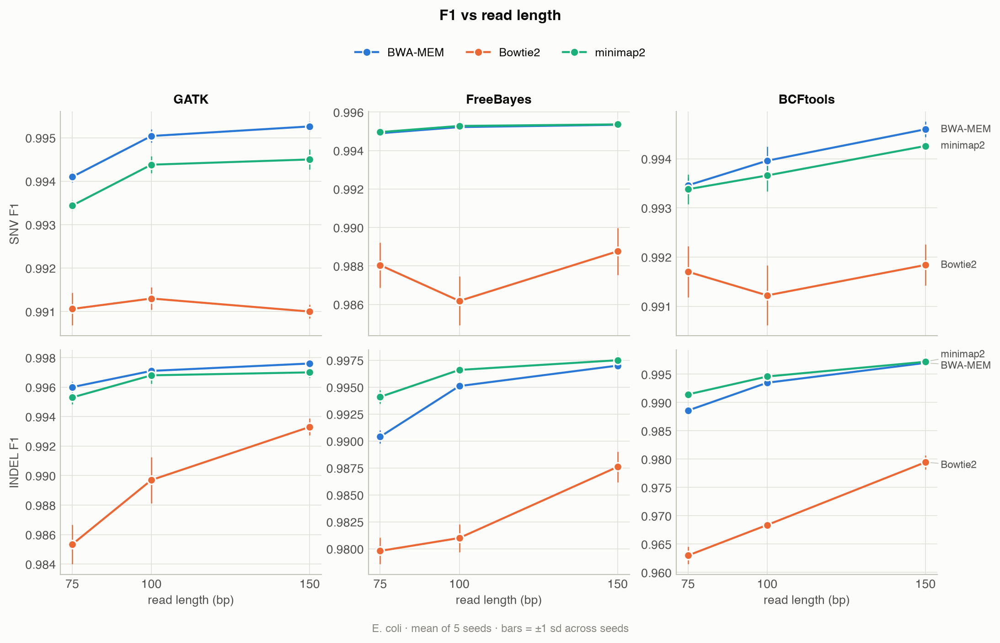 F1 vs read length
BWA-MEM Bowtie2 minimap2
GATK FreeBayes BCFtools
SNV F1
0.995
0.994
0.993
0.992
0.991
0.996
0.994
0.992
0.990
0.988
0.986
0.994
0.993
0.992
0.991
BWA-MEM
minimap2
Bowtie2
INDEL F1
0.998
0.996
0.994
0.992
0.990
0.988
0.986
0.984
75 100 150
read length (bp)
0.9975
0.9950
0.9925
0.9900
0.9875
0.9850
0.9825
0.9800
75 100 150
read length (bp)
0.995
0.990
0.985
0.980
0.975
0.970
0.965
0.960
75 100 150
read length (bp)
minimap2
BWA-MEM
Bowtie2
E. coli · mean of 5 seeds · bars = ±1 sd across seeds